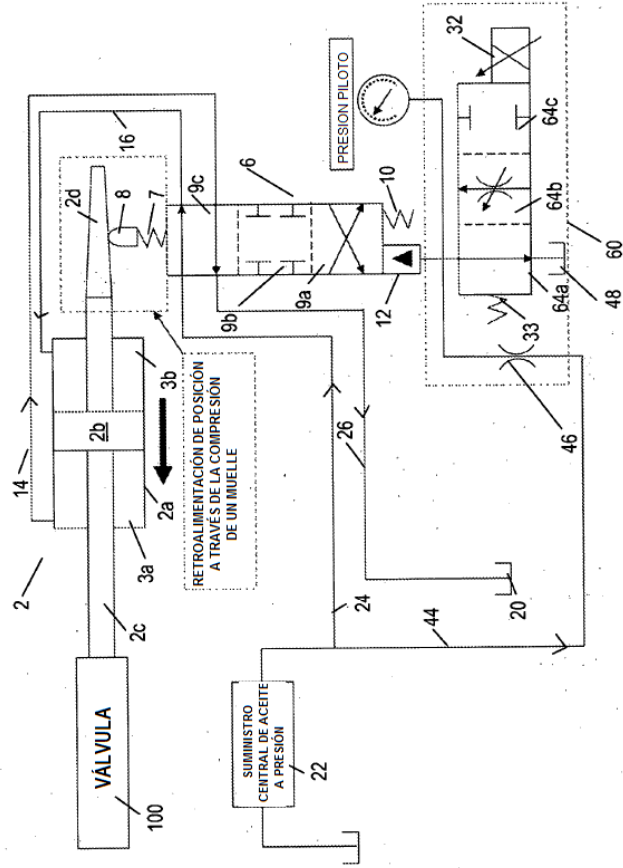 VÁLVULA
100
2
2c
3a
2a
2b
3b
14
16
2d
8
7
RETROALIMENTACIÓN DE POSICIÓN
A TRAVÉS DE LA COMPRESIÓN
DE UN MUELLE
9c
6
9b
9a
10
12
PRESION PILOTO
32
64c
64b
64a
33
60
48
46
26
24
20
44
SUMINISTRO
CENTRAL DE ACEITE
A PRESIÓN
22